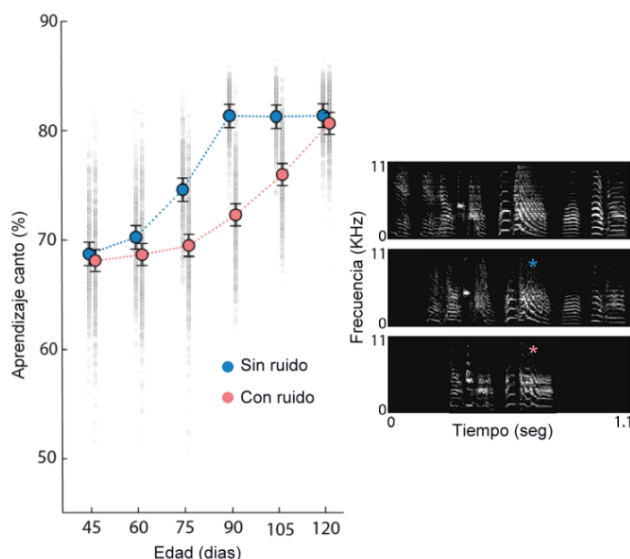 90
80
70
60
50
Aprendizaje canto (%)
Sin ruido
Con ruido
45 60 75 90 105 120
Edad (dias)
11
0
11
0
11
0
Frecuencia (KHz)
0 1.1
Tiempo (seg)
*
*